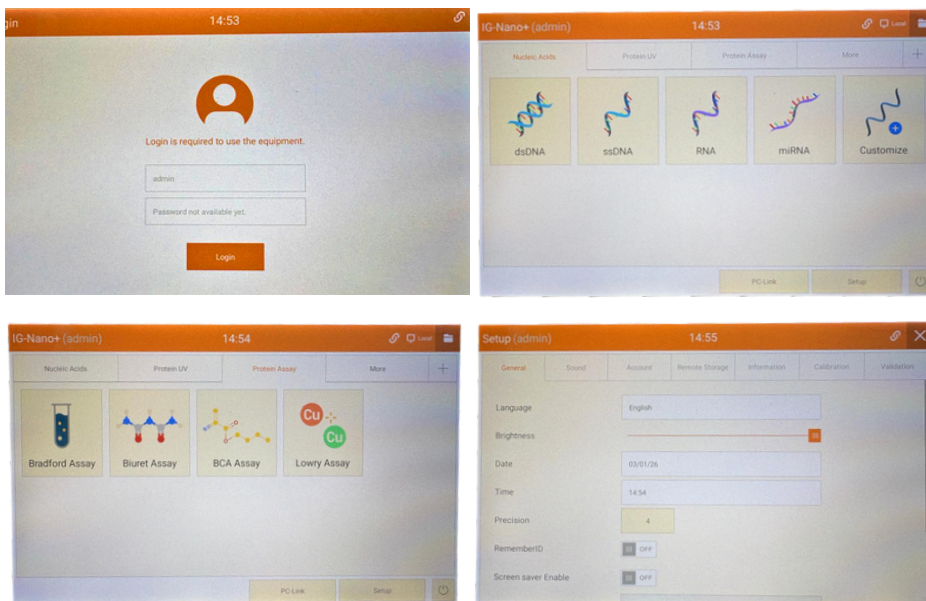 gin 14:53
Login is required to use the equipment.
admin
Password not available yet.
Login
IG-Nano+ (admin) 14:53 Local
Nucleic Acids Protein UV Protein Assay More +
dsDNA ssDNA RNA miRNA Customize
PC-Link Setup
IG-Nano+ (admin) 14:54 Local
Nucleic Acids Protein UV Protein Assay More +
Cu
Cu
Bradford Assay Biuret Assay BCA Assay Lowry Assay
PC-Link Setup
Setup (admin) 14:55
General Sound Account Remote Storage Information Calibration Validation
Language English
Brightness
Date 03/01/26
Time 14:54
Precision 4
RememberID OFF
Screen saver Enable OFF